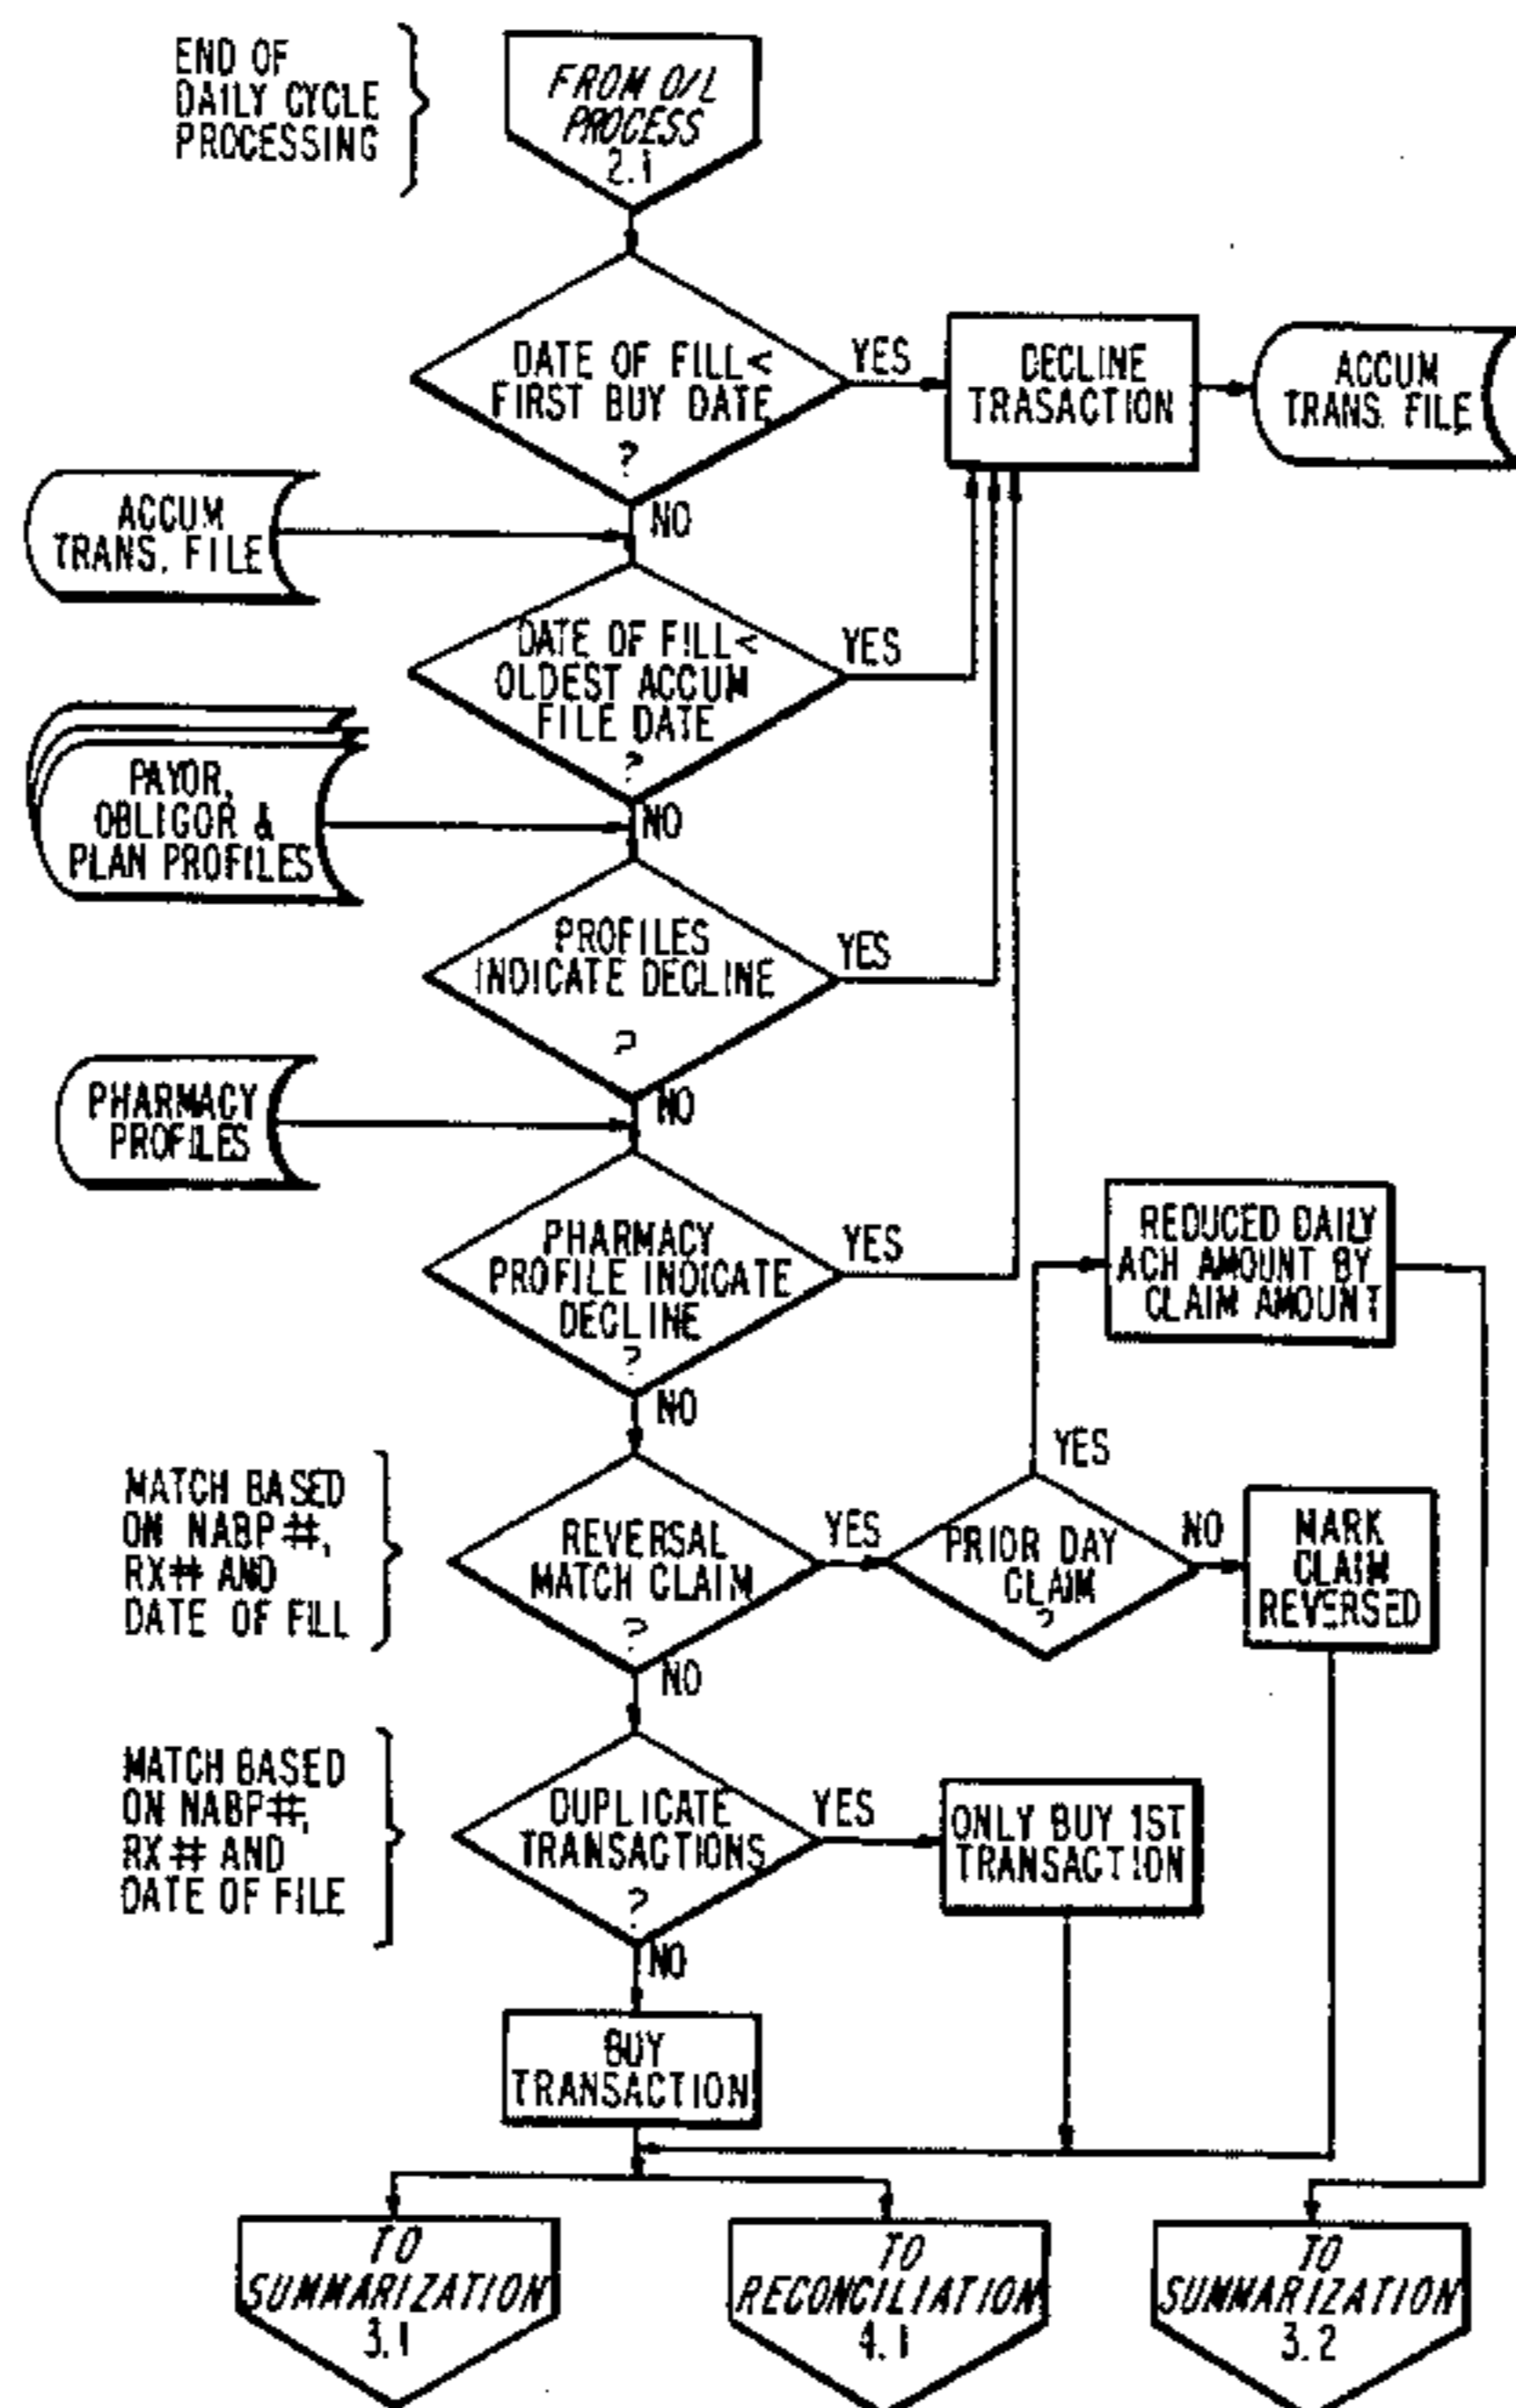 END OF
DAILY CYCLE
PROCESSING
FROM O/L
PROCESS
2.1
DATE OF FILL<
FIRST BUY DATE
?
YES
DECLINE
TRASACTION
ACCUM
TRANS. FILE
NO
ACCUM
TRANS. FILE
DATE OF FILL<
OLDEST ACCUM
FILE DATE
?
YES
NO
PAYOR,
OBLIGOR &
PLAN PROFILES
PROFILES
INDICATE DECLINE
?
YES
NO
PHARMACY
PROFILES
PHARMACY
PROFILE INDICATE
DECLINE
?
YES
NO
REDUCED DAILY
ACH AMOUNT BY
CLAIM AMOUNT
MATCH BASED
ON NABP#,
RX# AND
DATE OF FILL
REVERSAL
MATCH CLAIM
?
YES
PRIOR DAY
CLAIM
?
YES
NO
MARK
CLAIM
REVERSED
NO
MATCH BASED
ON NABP#,
RX# AND
DATE OF FILE
DUPLICATE
TRANSACTIONS
?
YES
ONLY BUY 1ST
TRANSACTION
NO
BUY
TRANSACTION
TO
SUMMARIZATION
3.1
TO
RECONCILIATION
4.1
TO
SUMMARIZATION
3.2